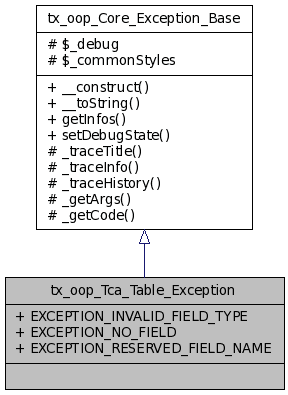 tx_oop_Core_Exception_Base
# $_debug
# $_commonStyles
+ __construct()
+ __toString()
+ getInfos()
+ setDebugState()
# _traceTitle()
# _traceInfo()
# _traceHistory()
# _getArgs()
# _getCode()
tx_oop_Tca_Table_Exception
+ EXCEPTION_INVALID_FIELD_TYPE
+ EXCEPTION_NO_FIELD
+ EXCEPTION_RESERVED_FIELD_NAME